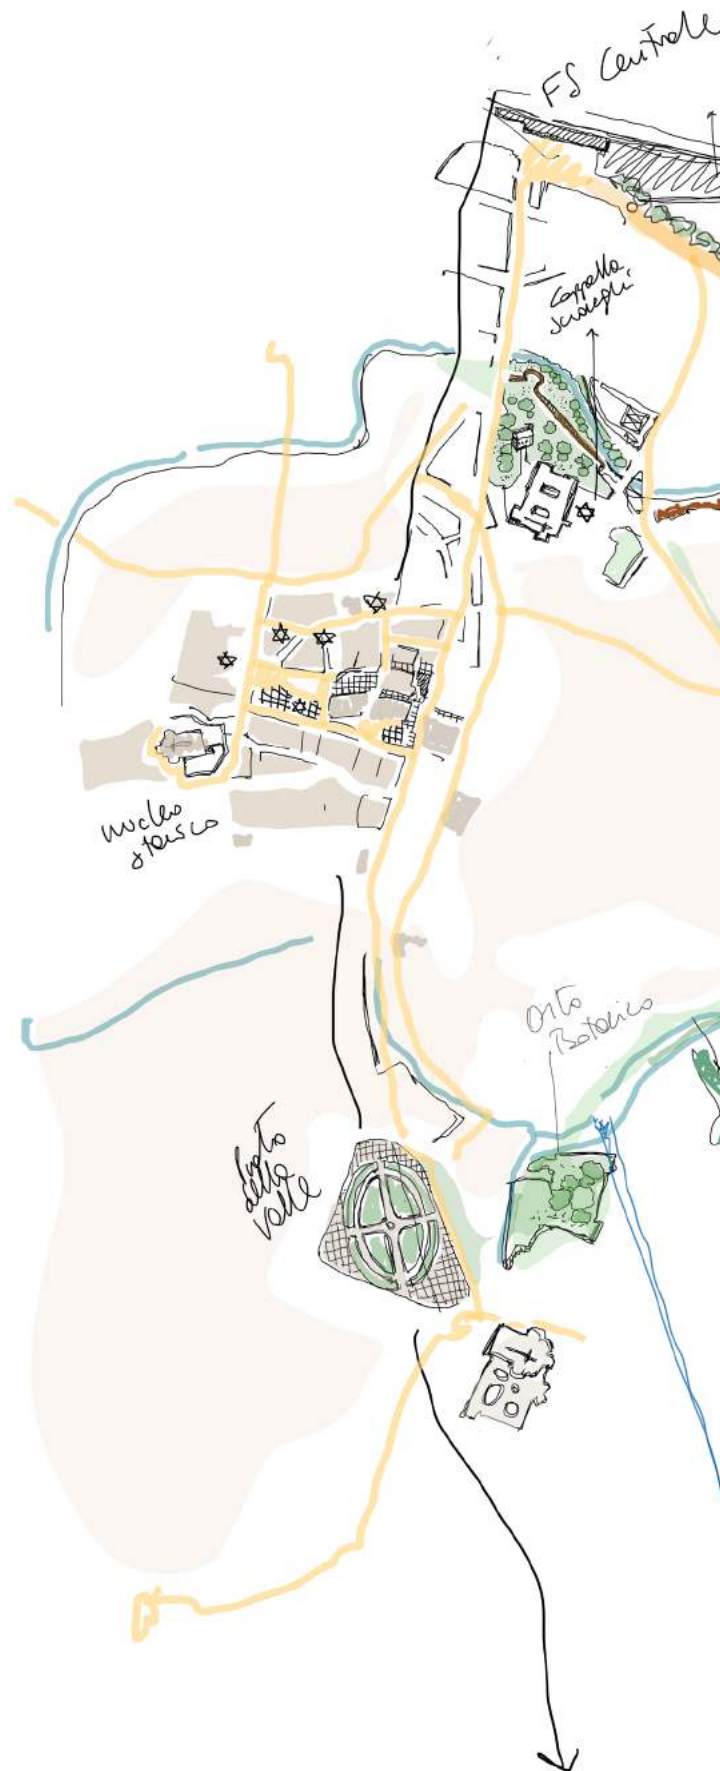 FS Centrale
Cappella
Scrovegni
nucleo
storico
Orto
Botanico
Prato
della
Valle